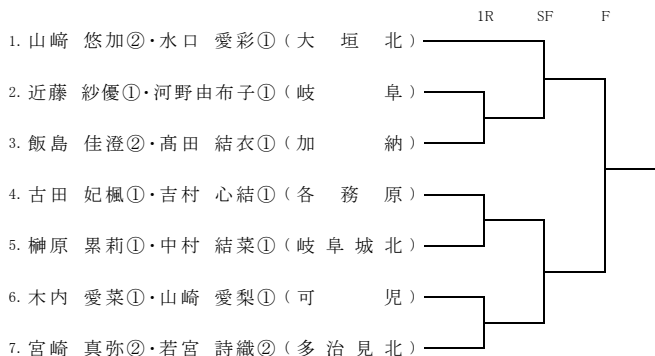 1R SF F
1. 山﨑 悠加②・水口 愛彩①（大垣北）
2. 近藤 紗優①・河野由布子①（岐阜）
3. 飯島 佳澄②・髙田 結衣①（加納）
4. 古田 妃楓①・吉村 心結①（各務原）
5. 榊原 累莉①・中村 結菜①（岐阜城北）
6. 木内 愛菜①・山崎 愛梨①（可児）
7. 宮崎 真弥②・若宮 詩織②（多治見北）